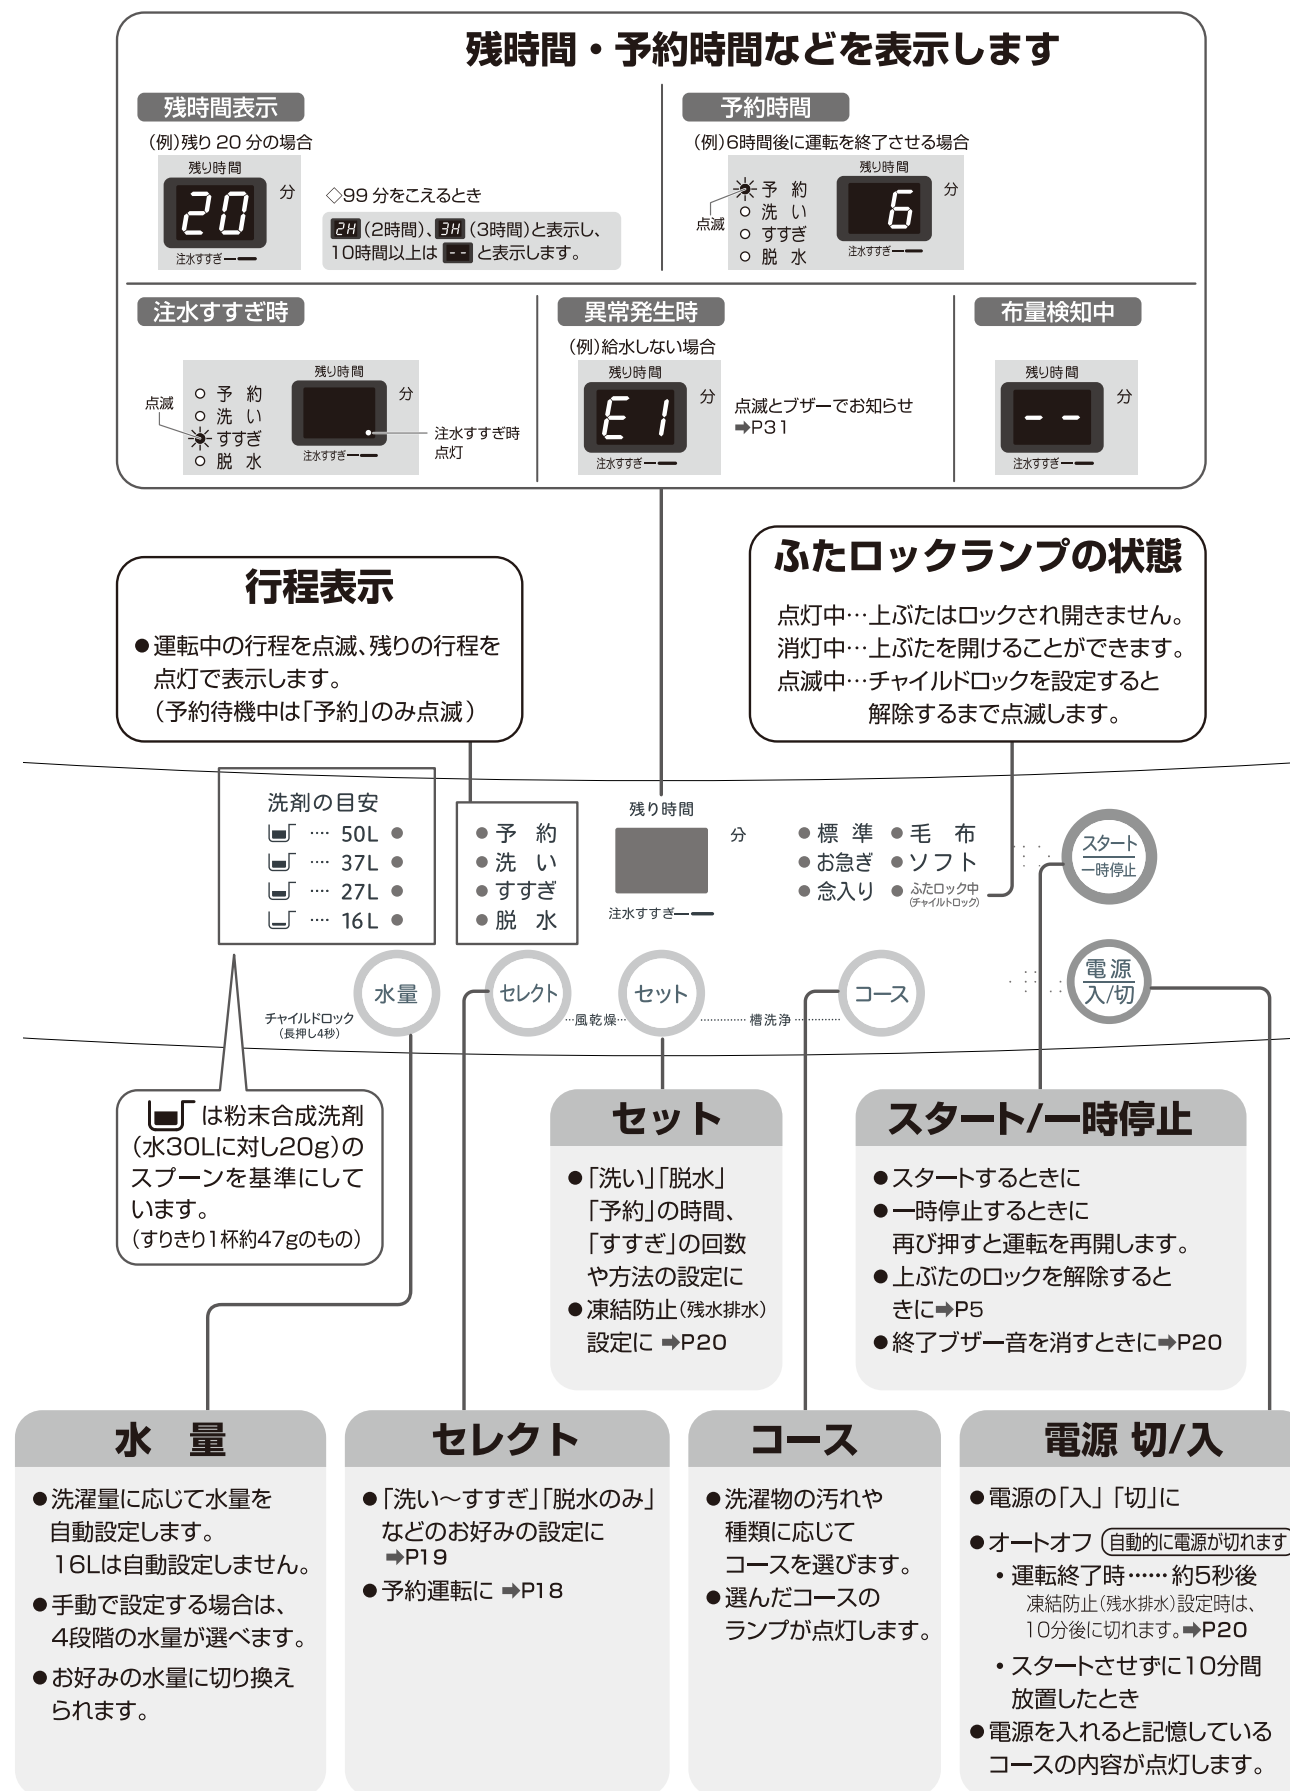 残時間・予約時間などを表示します
残時間表示
(例)残り 20 分の場合
残り時間
20
分
注水すすぎ
◇99 分をこえるとき
2H(2時間)、3H(3時間)と表示し、
10時間以上は -- と表示します。
予約時間
(例)6時間後に運転を終了させる場合
残り時間
予 約
洗 い
すすぎ
脱 水
点滅
6
分
注水すすぎ
注水すすぎ時
残り時間
点滅
予 約
洗 い
すすぎ
脱 水
分
注水すすぎ
注水すすぎ時
点灯
異常発生時
(例)給水しない場合
残り時間
E1
分
注水すすぎ
点滅とブザーでお知らせ
➡P31
布量検知中
残り時間
--
分
注水すすぎ
行程表示
●運転中の行程を点滅、残りの行程を
点灯で表示します。
(予約待機中は「予約」のみ点滅)
ふたロックランプの状態
点灯中…上ぶたはロックされ開きません。
消灯中…上ぶたを開けることができます。
点滅中…チャイルドロックを設定すると
解除するまで点滅します。
洗剤の目安
···· 50L
···· 37L
···· 27L
···· 16L
予 約
洗 い
すすぎ
脱 水
残り時間
分
注水すすぎ
標 準
お急ぎ
念入り
毛 布
ソフト
ふたロック中
(チャイルトロック)
スタート
一時停止
水量
チャイルドロック
(長押し4秒)
セレクト
風乾燥
セット
槽洗浄
コース
電源
入/切
は粉末合成洗剤
(水30Lに対し20g)の
スプーンを基準にして
います。
(すりきり1杯約47gのもの)
セット
●「洗い」「脱水」
「予約」の時間、
「すすぎ」の回数
や方法の設定に
●凍結防止(残水排水)
設定に ➡P20
スタート/一時停止
●スタートするときに
●一時停止するときに
再び押すと運転を再開します。
●上ぶたのロックを解除すると
きに➡P5
●終了ブザー音を消すときに➡P20
水 量
●洗濯量に応じて水量を
自動設定します。
16Lは自動設定しません。
●手動で設定する場合は、
4段階の水量が選べます。
●お好みの水量に切り換え
られます。
セレクト
●「洗い〜すすぎ」「脱水のみ」
などのお好みの設定に
➡P19
●予約運転に ➡P18
コース
●洗濯物の汚れや
種類に応じて
コースを選びます。
●選んだコースの
ランプが点灯します。
電源 切/入
●電源の「入」「切」に
●オートオフ 自動的に電源が切れます
・運転終了時……約5秒後
凍結防止(残水排水)設定時は、
10分後に切れます。➡P20
・スタートさせずに10分間
放置したとき
●電源を入れると記憶している
コースの内容が点灯します。